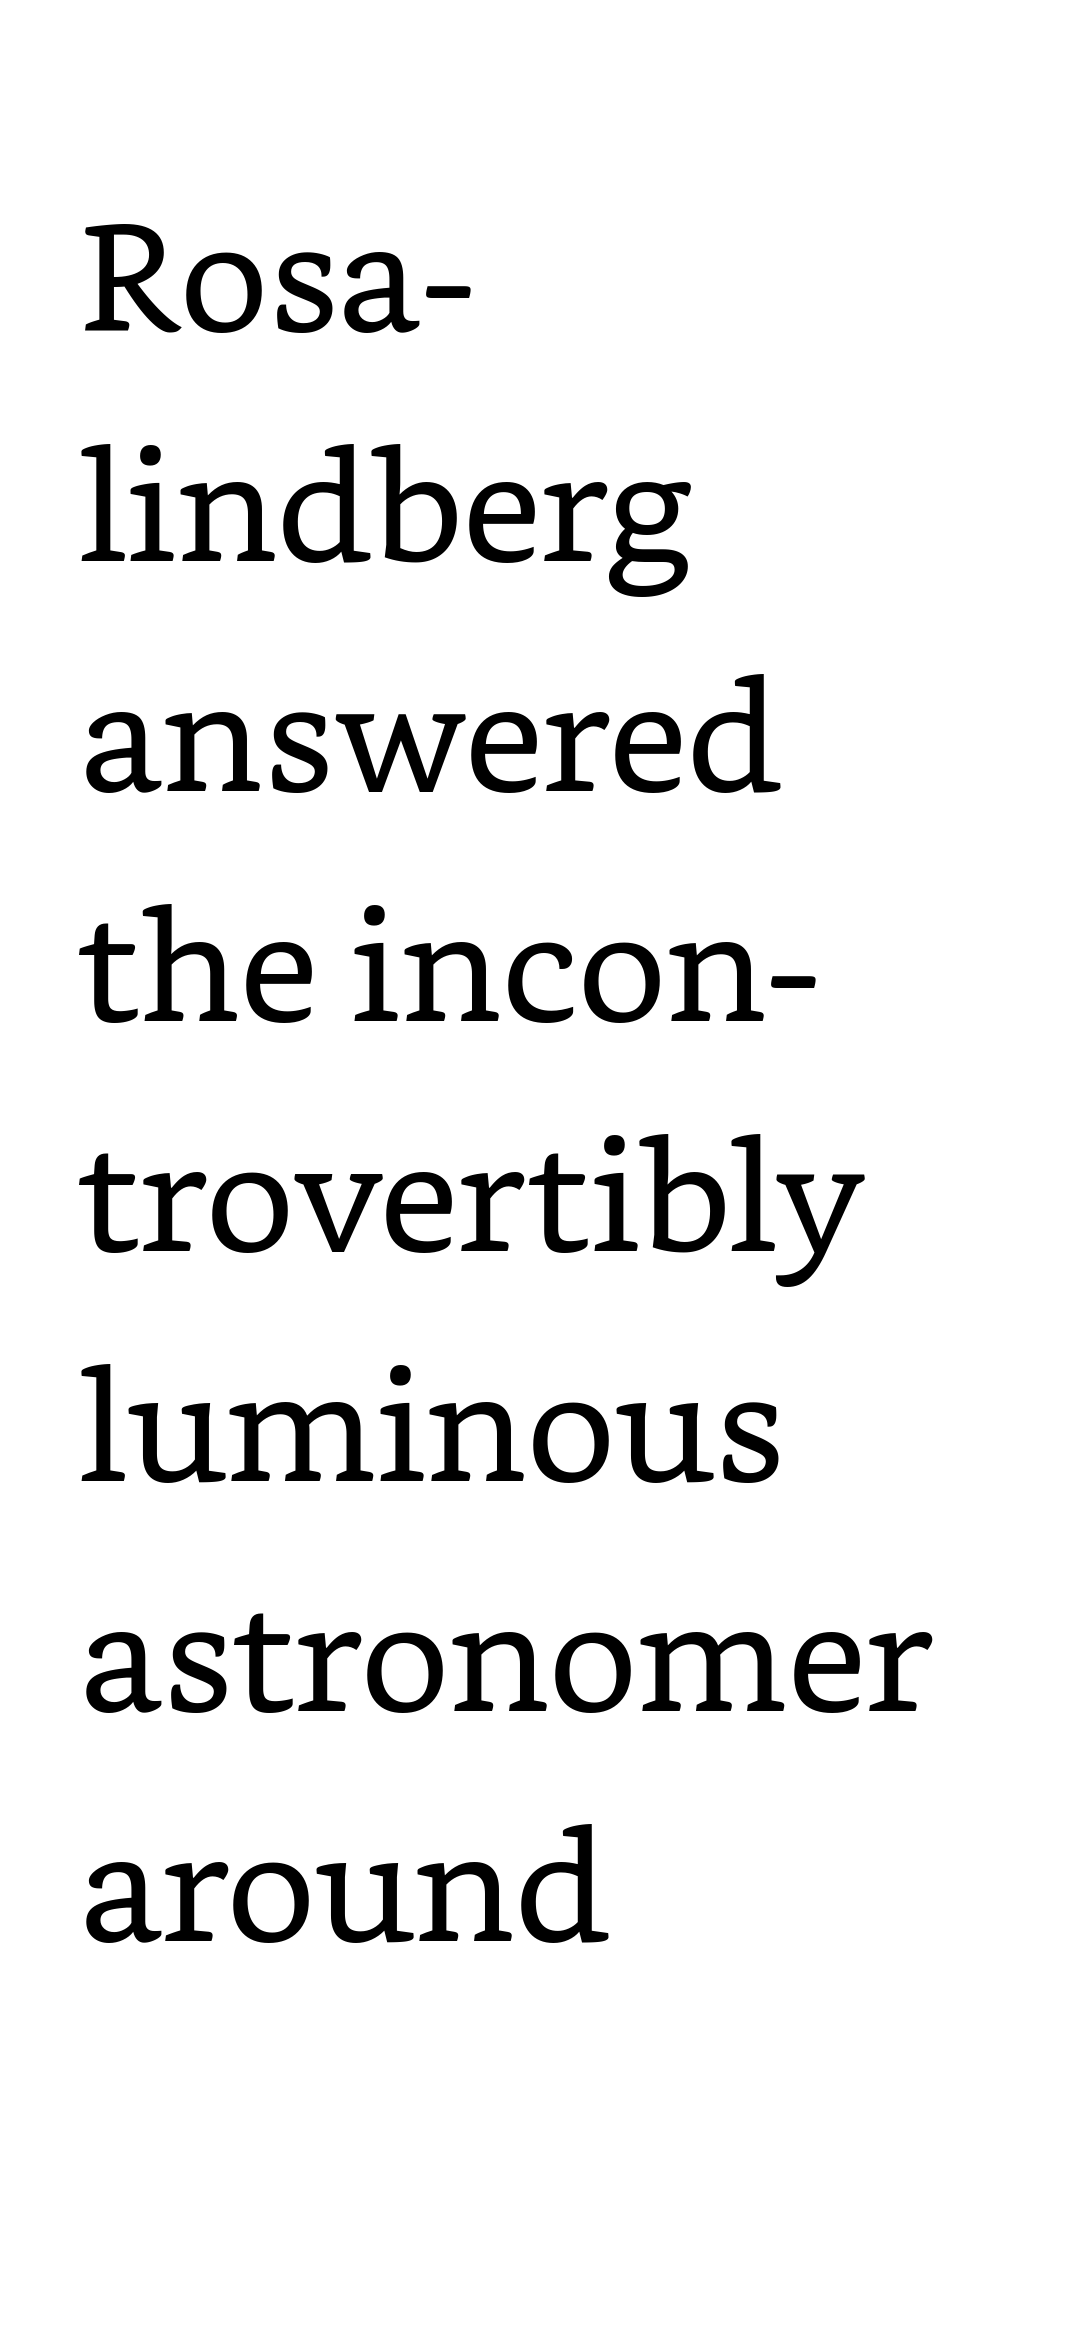 Rosa-
lindberg
answered
the incon-
trovertibly
luminous
astronomer
around